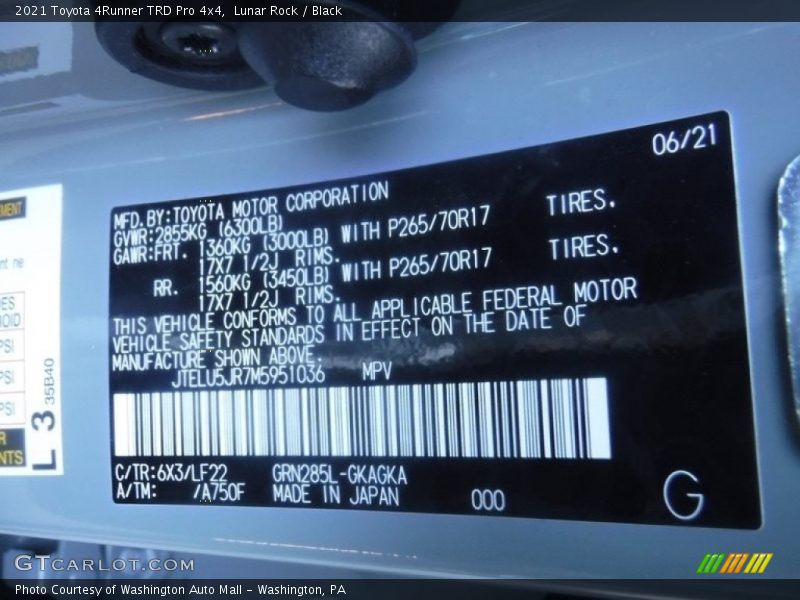 2021 Toyota 4Runner TRD Pro 4x4, Lunar Rock / Black
06/21
MFD. BY: TOYOTA MOTOR CORPORATION
GVWR: 2855KG (6300LB)
GAWR: FRT. 1360KG (3000LB) WITH P265/70R17 TIRES.
17X7 1/2J RIMS.
RR. 1560KG (3450LB) WITH P265/70R17 TIRES.
17X7 1/2J RIMS.
THIS VEHICLE CONFORMS TO ALL APPLICABLE FEDERAL MOTOR
VEHICLE SAFETY STANDARDS IN EFFECT ON THE DATE OF
MANUFACTURE SHOWN ABOVE.
JTELU5JR7M5951036 MPV
C/TR: 6X3/LF22 GRN285L-GKAGKA
A/TM: /A750F MADE IN JAPAN 000
G
L 3 35B40
PSI
PSI
PSI
GTCARLOT.COM
Photo Courtesy of Washington Auto Mall - Washington, PA